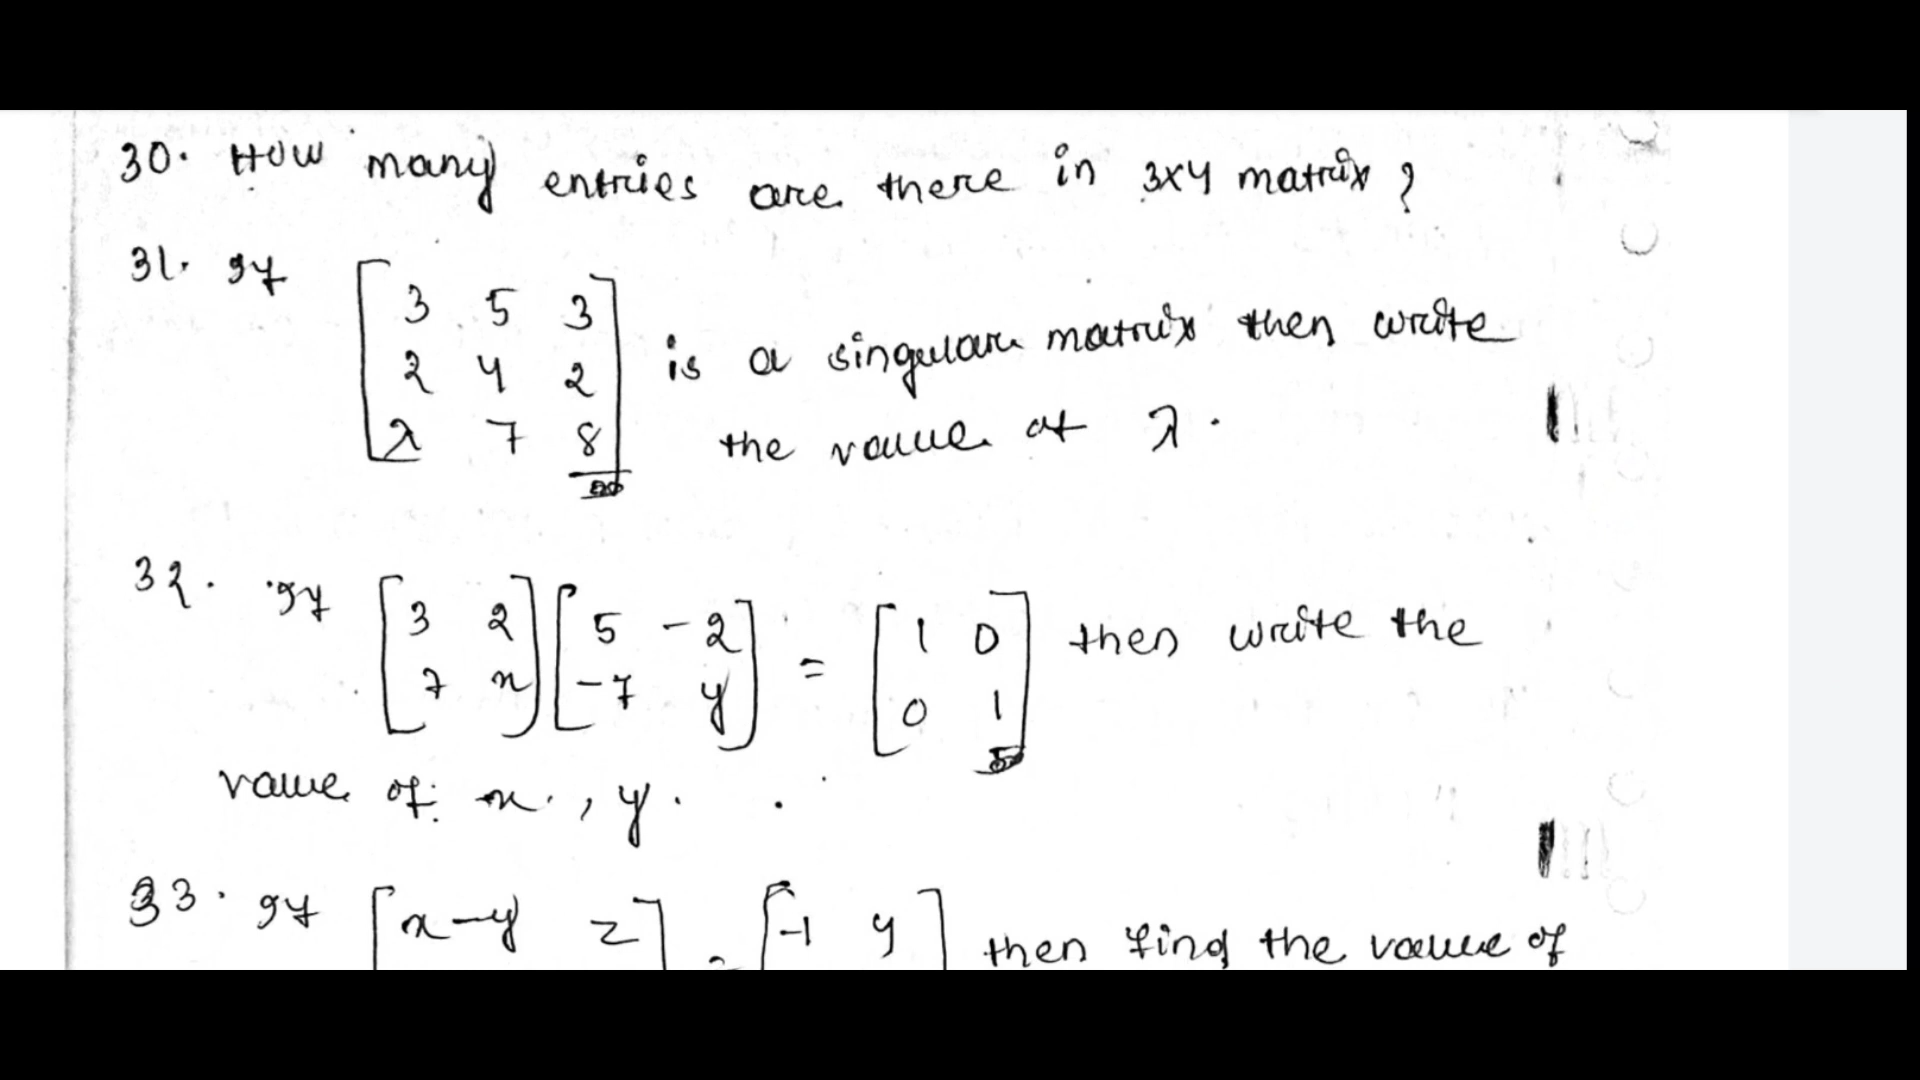 30. How many entries are there in 3x4 matrix?
31. If [3 5 3
2 4 2
λ 7 8] is a singular matrix then write
the value of λ.
32. If [3 2
7 x] [5 -2
-7 y] = [1 0
0 1] then write the
value of x, y.
33. If [x-y z] = [-1 4] then find the value of